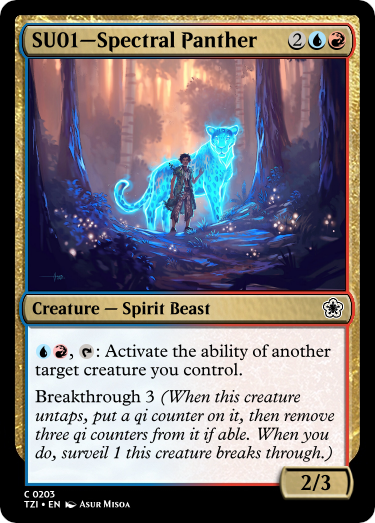 SU01—Spectral Panther 2
Creature — Spirit Beast
, : Activate the ability of another
target creature you control.
Breakthrough 3 (When this creature
untaps, put a qi counter on it, then remove
three qi counters from it if able. When you
do, surveil 1 this creature breaks through.)
2/3
C 0203
TZI • EN Asur Misoa